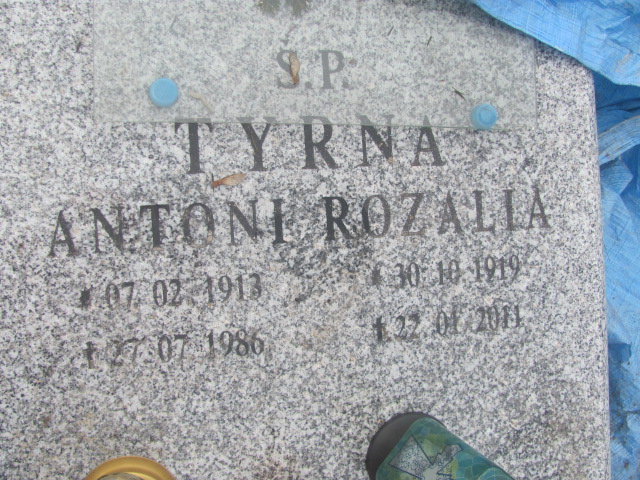 S.P.
TYRNA
ANTONI ROZALIA
* 07 02 1913 * 30 10 1919
† 27 07 1986 † 22 01 2011